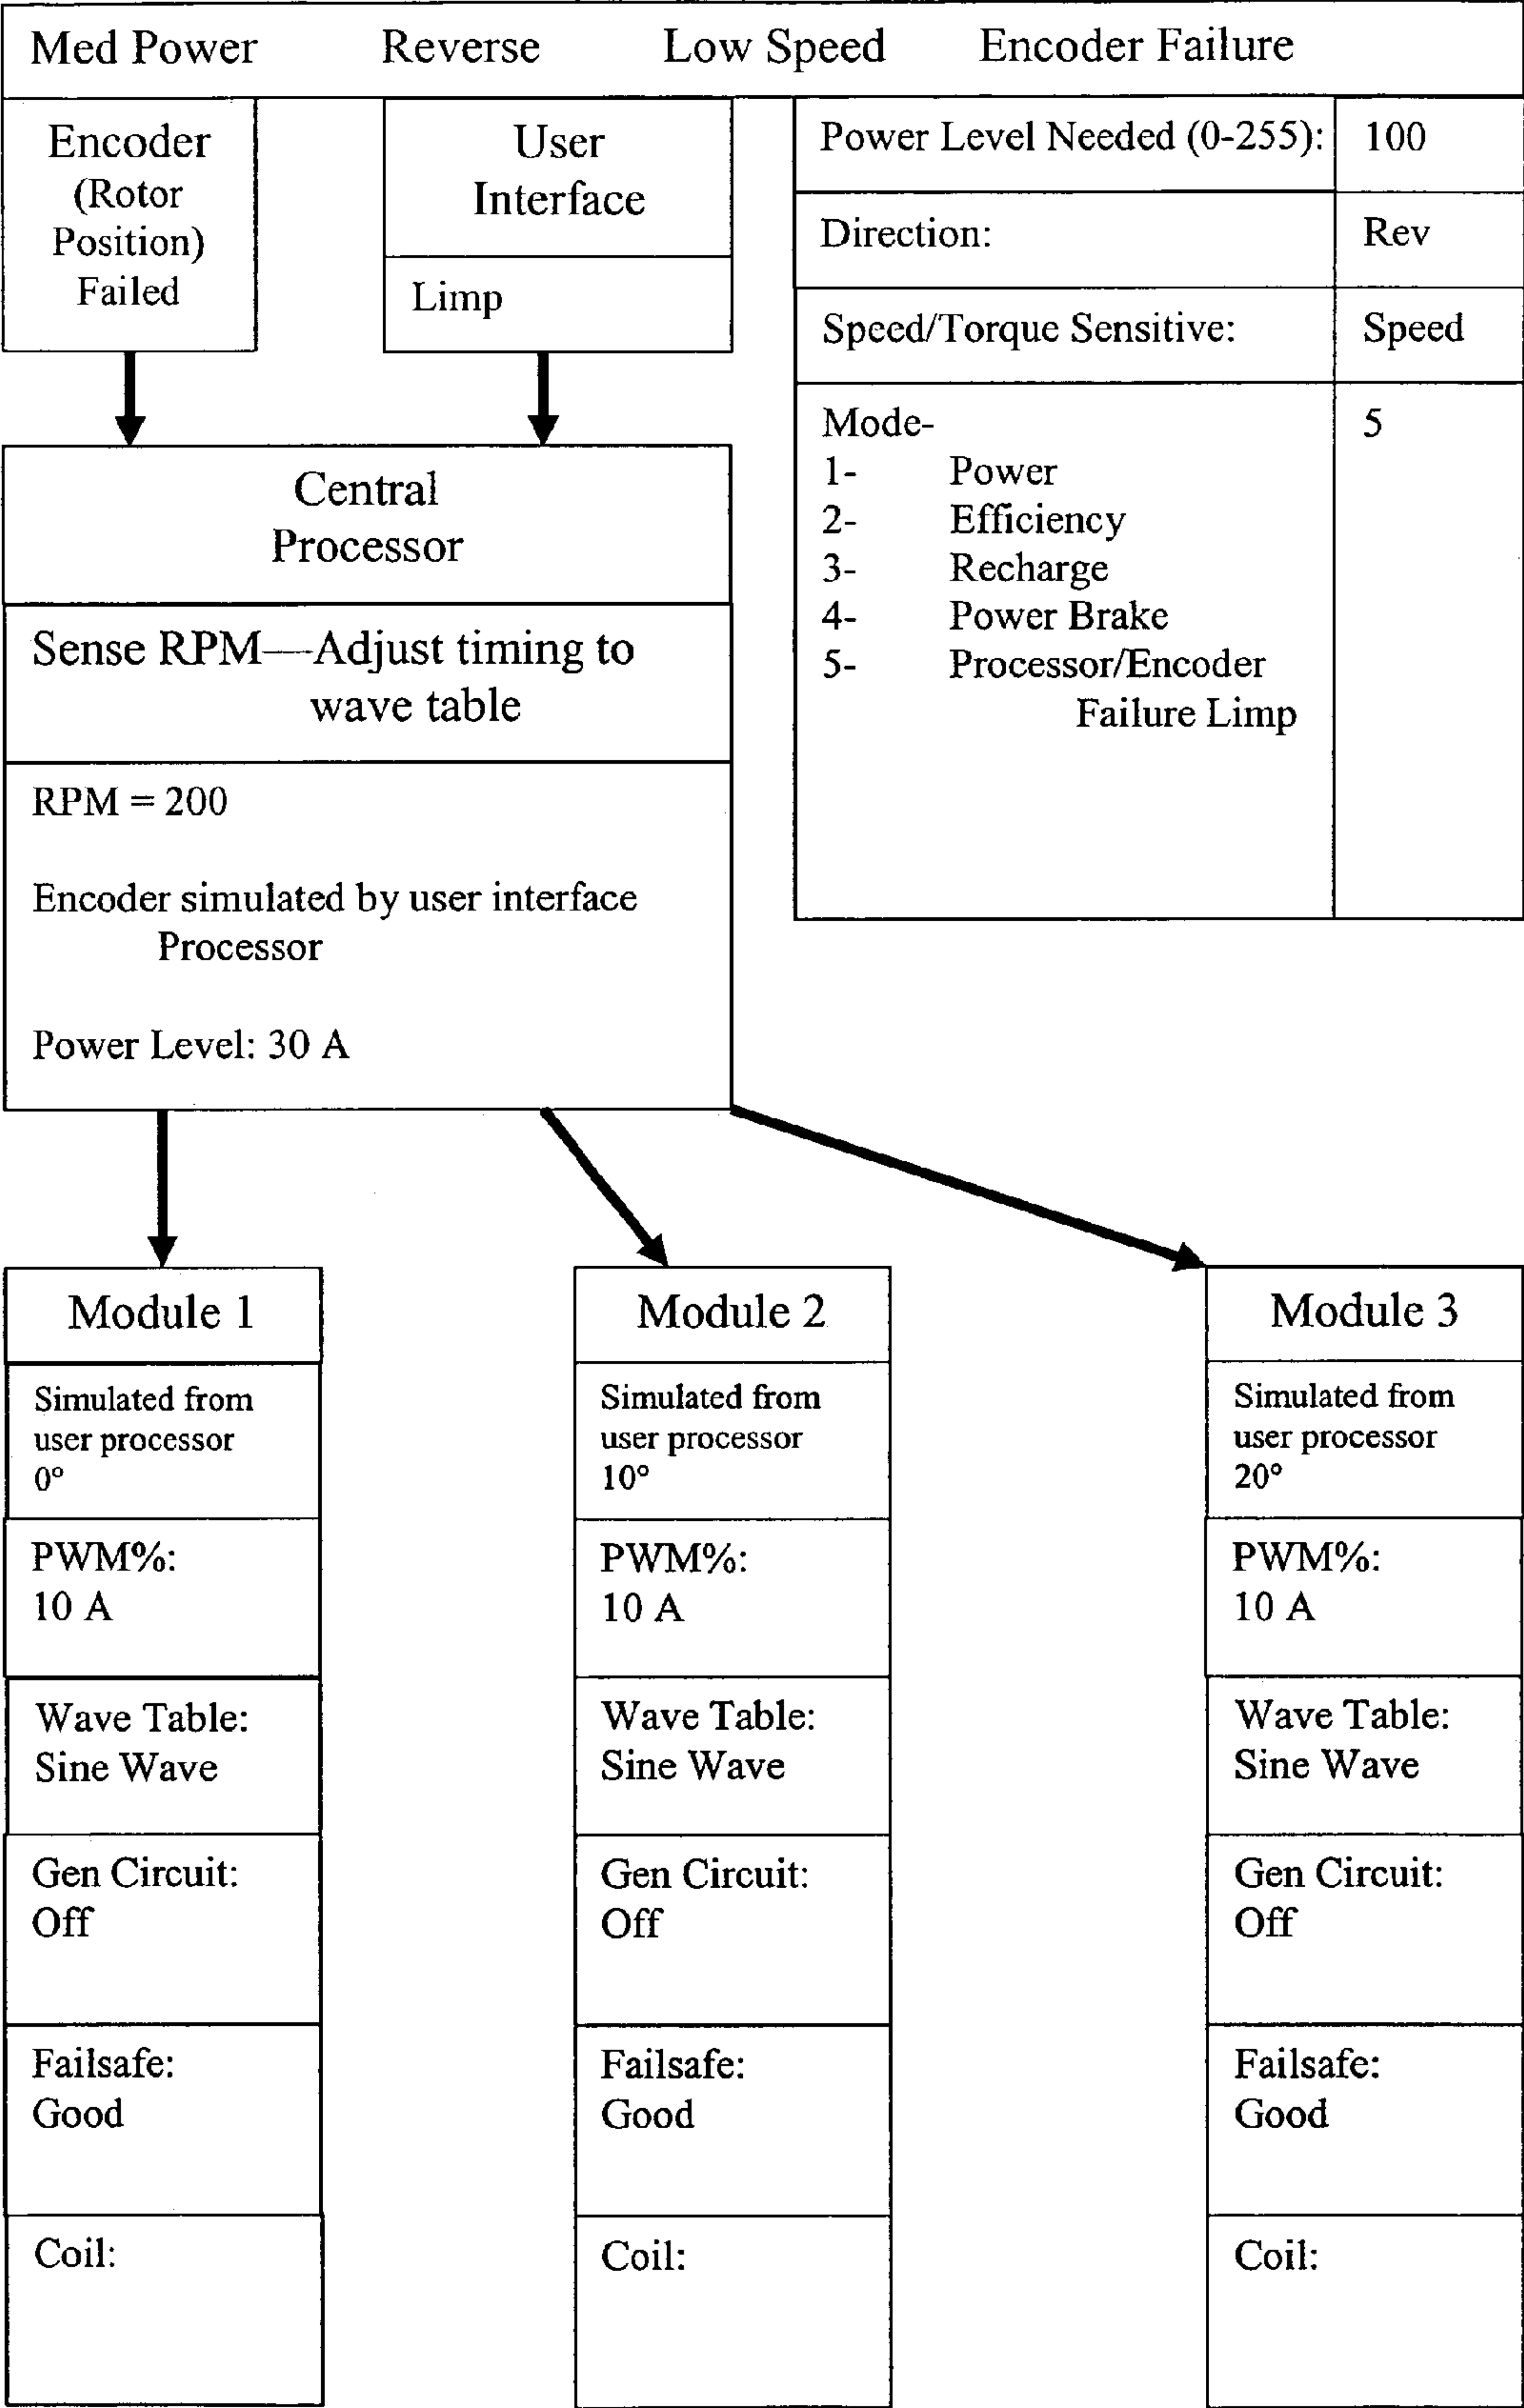 Med Power Reverse Low Speed Encoder Failure
Encoder
(Rotor
Position)
Failed
User
Interface
Limp
Power Level Needed (0-255): 100
Direction: Rev
Speed/Torque Sensitive: Speed
Mode- 5
1- Power
2- Efficiency
3- Recharge
4- Power Brake
5- Processor/Encoder
Failure Limp
Central
Processor
Sense RPM—Adjust timing to
wave table
RPM = 200
Encoder simulated by user interface
Processor
Power Level: 30 A
Module 1
Simulated from
user processor
0°
PWM%:
10 A
Wave Table:
Sine Wave
Gen Circuit:
Off
Failsafe:
Good
Coil:
Module 2
Simulated from
user processor
10°
PWM%:
10 A
Wave Table:
Sine Wave
Gen Circuit:
Off
Failsafe:
Good
Coil:
Module 3
Simulated from
user processor
20°
PWM%:
10 A
Wave Table:
Sine Wave
Gen Circuit:
Off
Failsafe:
Good
Coil: